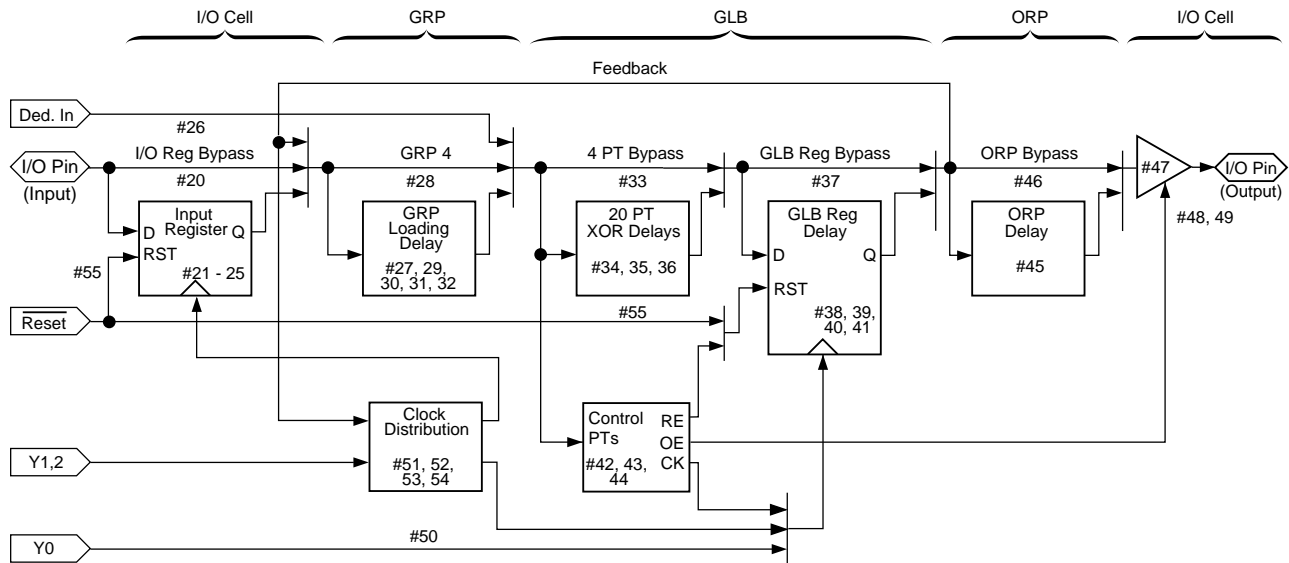 I/O Cell
GRP
GLB
ORP
I/O Cell
Feedback
Ded. In
#26
I/O Pin
(Input)
I/O Reg Bypass
#20
GRP 4
#28
4 PT Bypass
#33
GLB Reg Bypass
#37
ORP Bypass
#46
#47
I/O Pin
(Output)
#48, 49
Input
Register
D
Q
RST
#21 - 25
#55
GRP
Loading
Delay
#27, 29,
30, 31, 32
20 PT
XOR Delays
#34, 35, 36
GLB Reg
Delay
D
Q
RST
#38, 39,
40, 41
ORP
Delay
#45
Reset
#55
Clock
Distribution
#51, 52,
53, 54
Control
PTs
RE
OE
CK
#42, 43,
44
Y1,2
Y0
#50